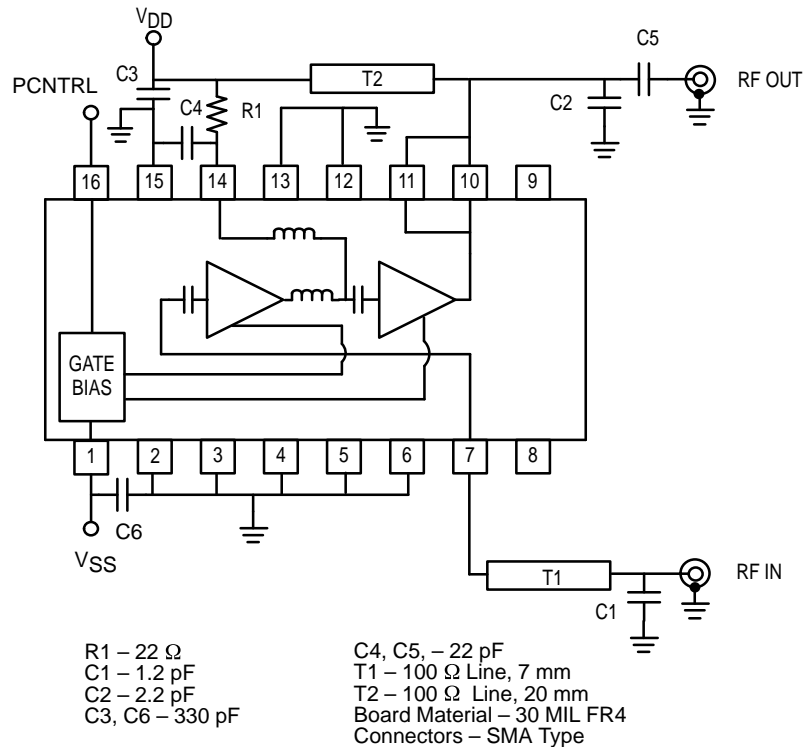 VDD
C5
C3
T2
PCNTRL
RF OUT
C4
R1
C2
16
15
14
13
12
11
10
9
GATE
BIAS
1
2
3
4
5
6
7
8
C6
VSS
T1
RF IN
C1
R1 – 22 Ω
C1 – 1.2 pF
C2 – 2.2 pF
C3, C6 – 330 pF
C4, C5, – 22 pF
T1 – 100 Ω Line, 7 mm
T2 – 100 Ω Line, 20 mm
Board Material – 30 MIL FR4
Connectors – SMA Type